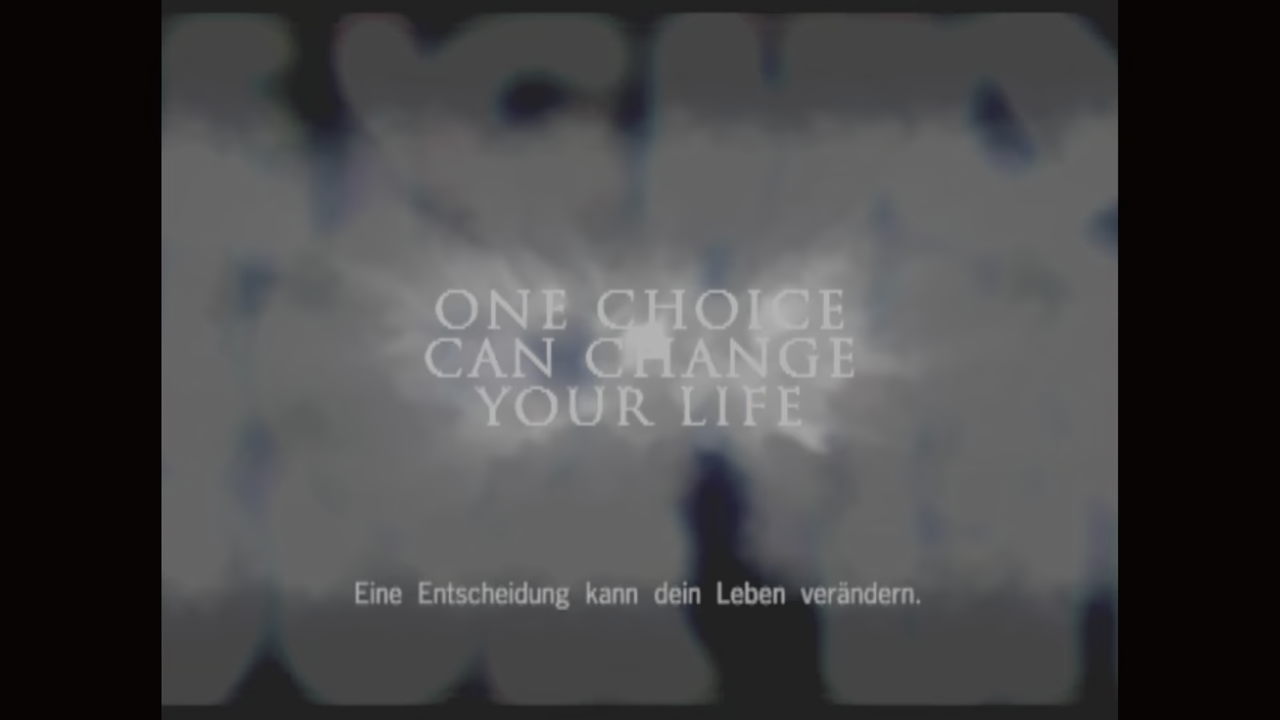 ONE CHOICE
CAN CHANGE
YOUR LIFE
Eine Entscheidung kann dein Leben verändern.